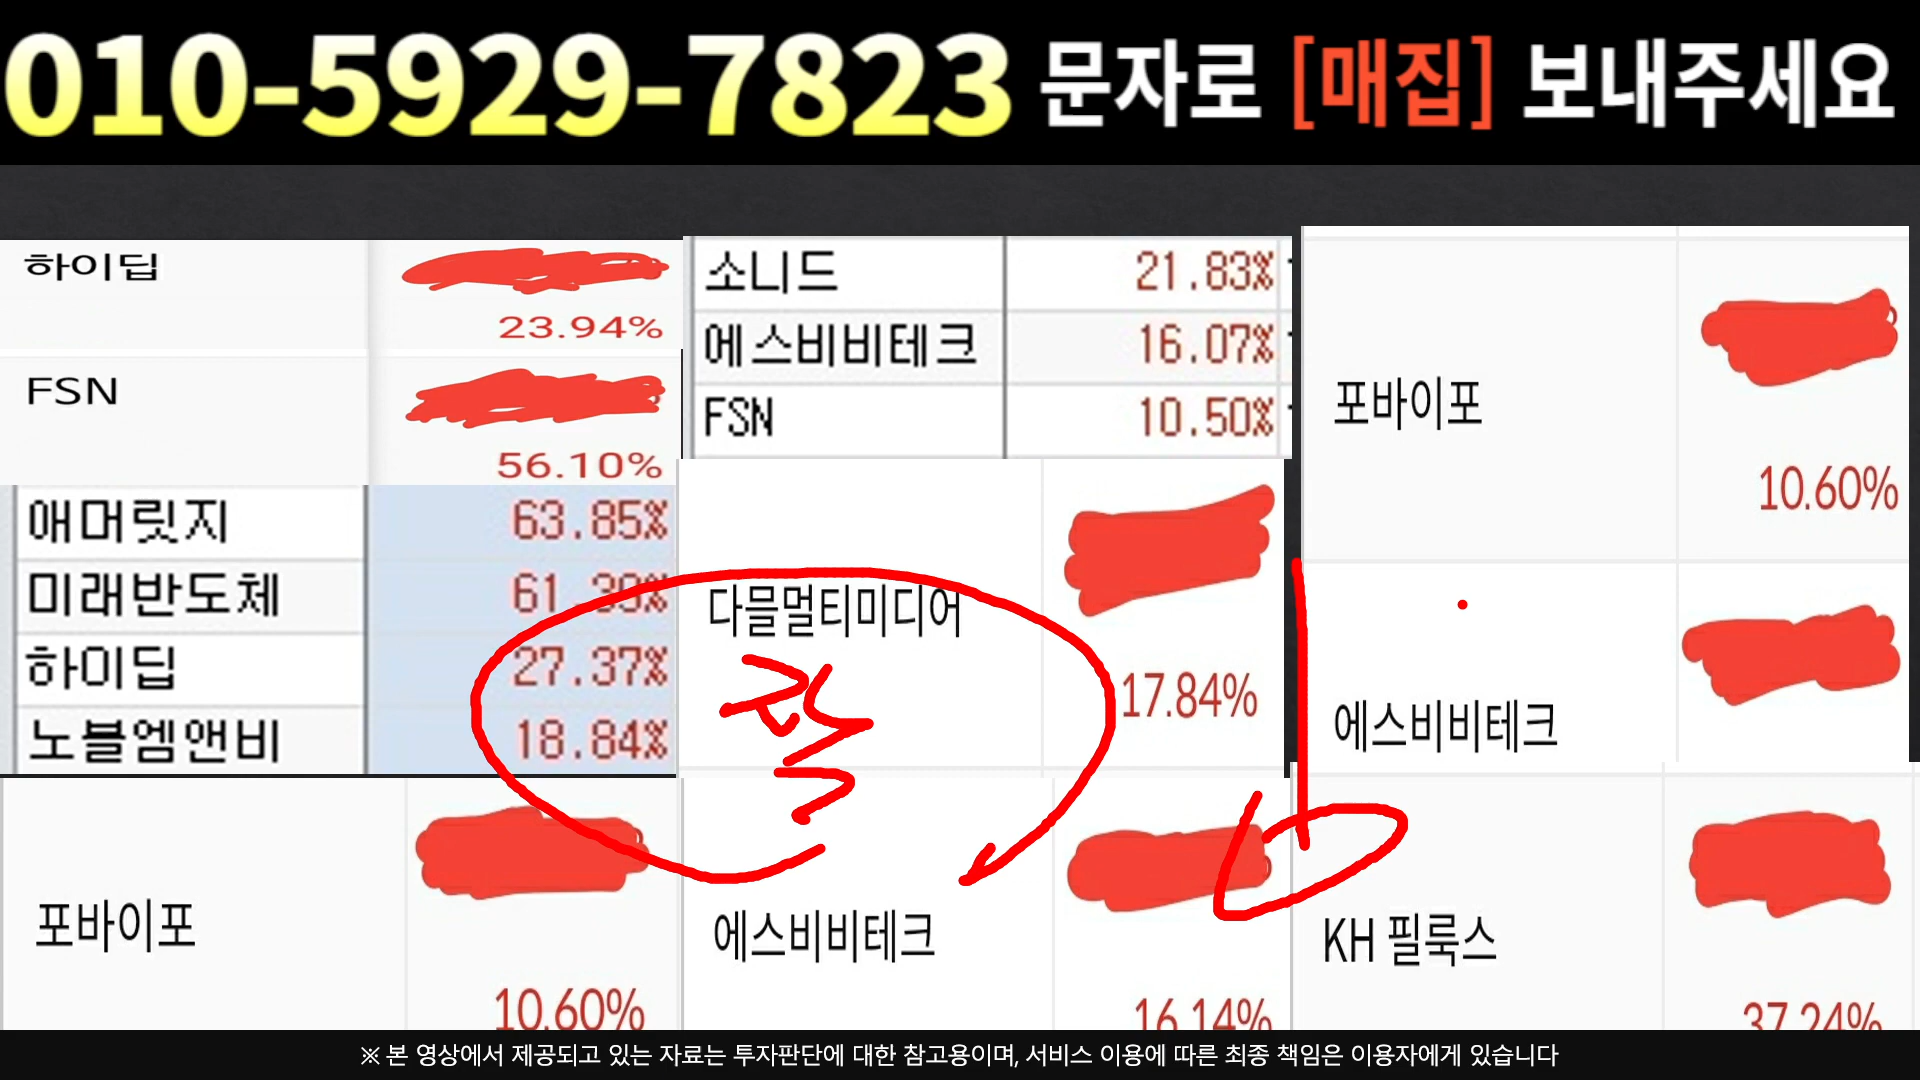 010-5929-7823 문자로 [매집] 보내주세요
하이딥
23.94%
FSN
56.10%
애머릿지 63.85%
미래반도체 61.39%
하이딥 27.37%
노블엠앤비 18.84%
소니드 21.83%
에스비비테크 16.07%
FSN 10.50%
다믈멀티미디어
17.84%
포바이포
10.60%
에스비비테크
포바이포
10.60%
에스비비테크
16.14%
KH 필룩스
37.24%
※ 본 영상에서 제공되고 있는 자료는 투자판단에 대한 참고용이며, 서비스 이용에 따른 최종 책임은 이용자에게 있습니다